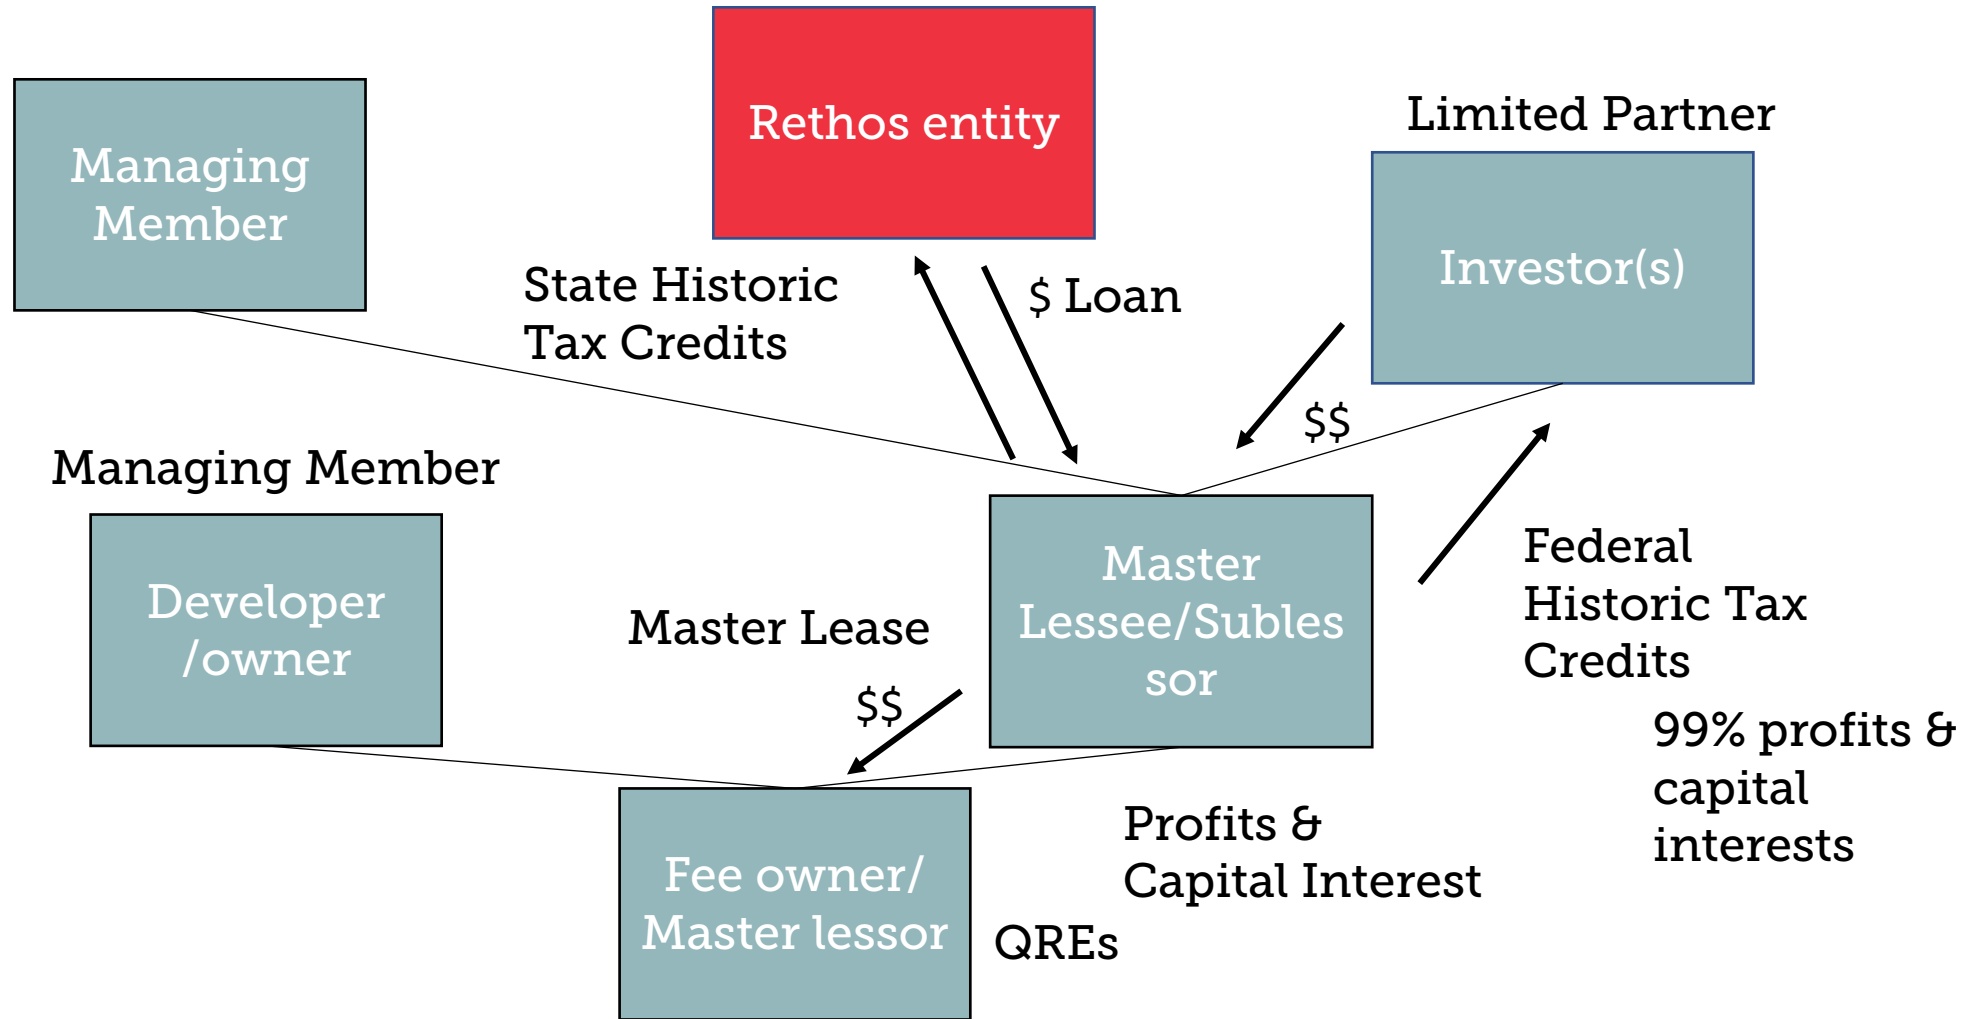 Rethos entity
Managing
Member
Limited Partner
Investor(s)
State Historic
Tax Credits
$ Loan
$$
Managing Member
Developer
/owner
Master Lease
$$
Master
Lessee/Subles
sor
Federal
Historic Tax
Credits
99% profits &
capital
interests
Profits &
Capital Interest
Fee owner/
Master lessor
QREs